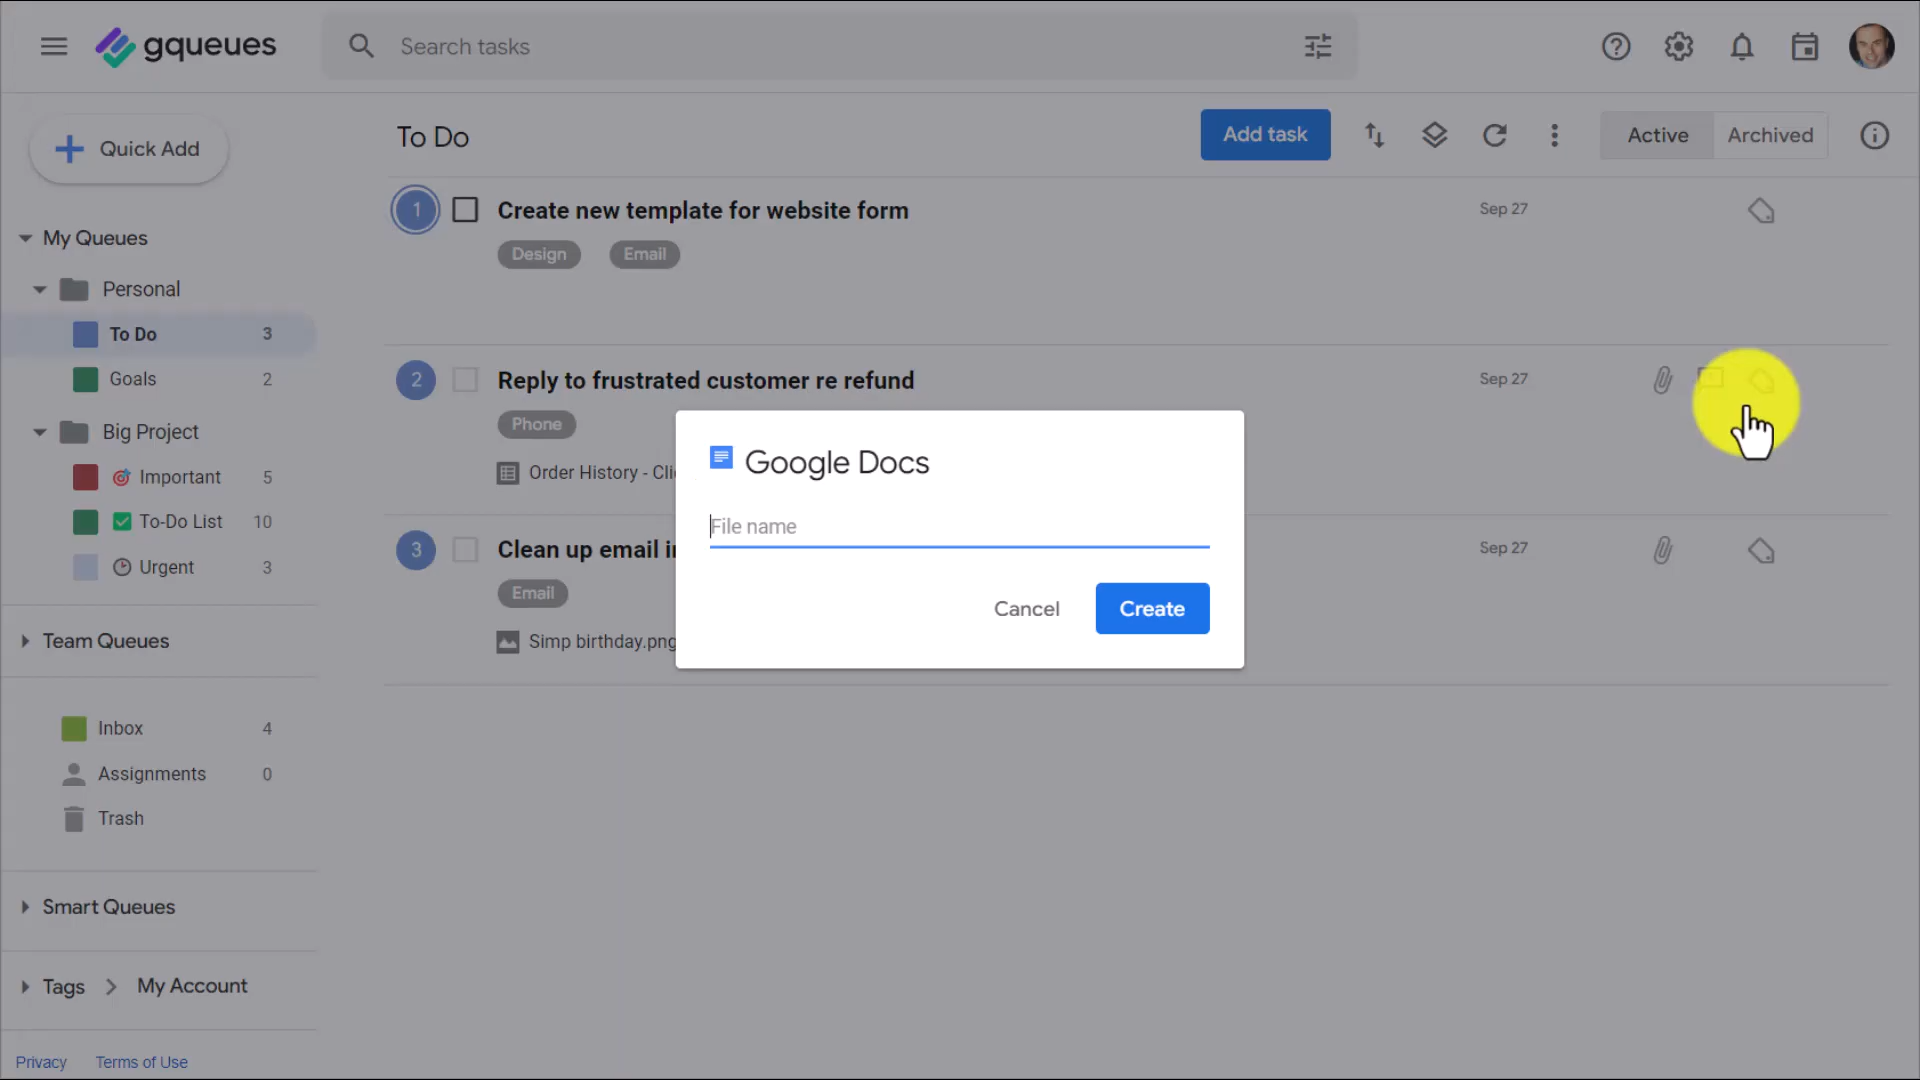 gqueues
Search tasks
Quick Add
To Do
Add task
Active
Archived
My Queues
Personal
To Do 3
Goals 2
Big Project
Important 5
To-Do List 10
Urgent 3
Team Queues
Inbox 4
Assignments 0
Trash
Smart Queues
Tags
My Account
Privacy
Terms of Use
1
Create new template for website form
Sep 27
Design
Email
2
Reply to frustrated customer re refund
Sep 27
Phone
Order History -
3
Clean up email
Sep 27
Email
Simp birthday.png
Google Docs
File name
Cancel
Create